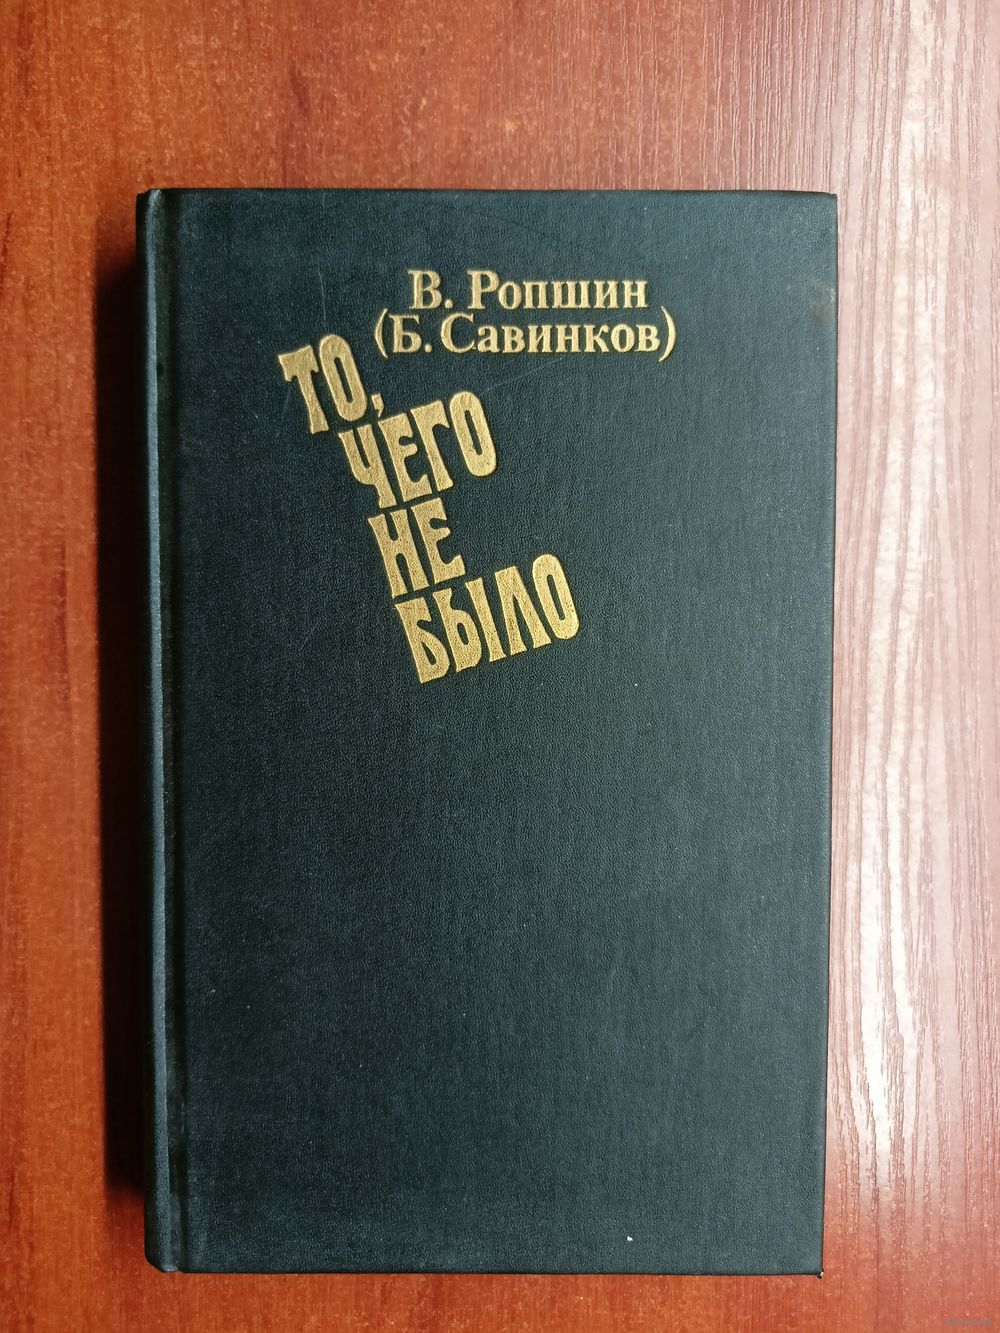 В. Ропшин
(Б. Савинков)
ТО,
ЧЕГО
НЕ
БЫЛО